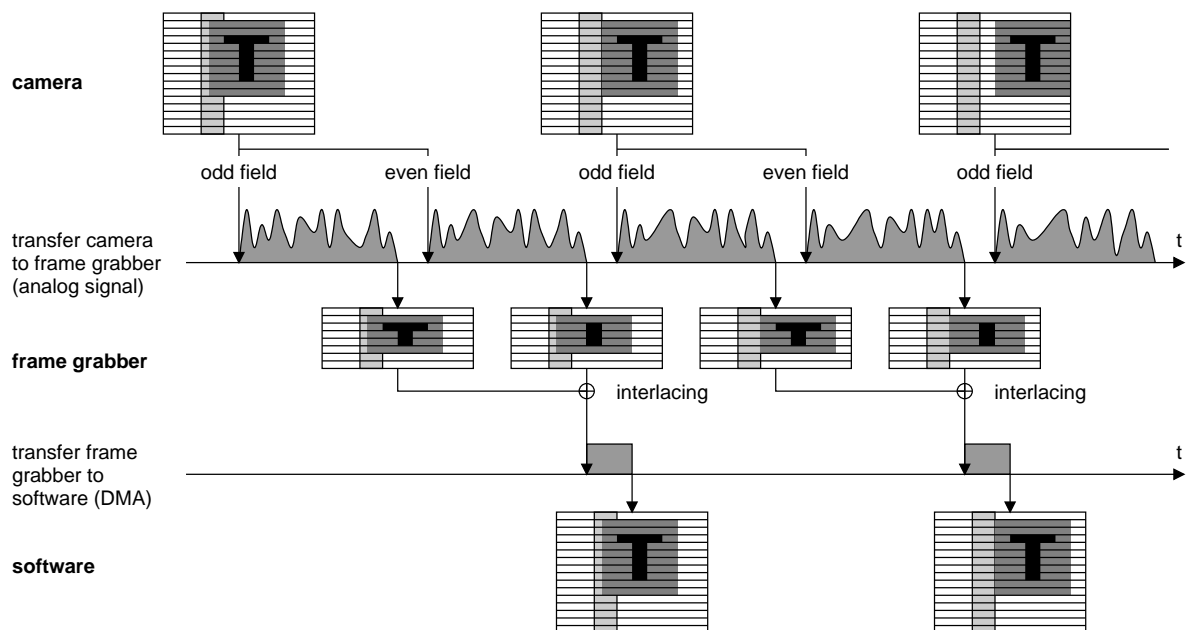 camera
odd field
even field
odd field
even field
odd field
transfer camera
to frame grabber
(analog signal)
t
T
T
T
frame grabber
interlacing
interlacing
transfer frame
grabber to
software (DMA)
t
T
T
software